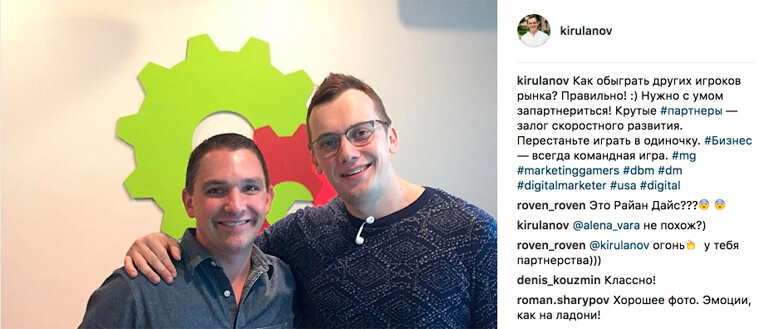 kirulanov
kirulanov Как обыграть других игроков
рынка? Правильно! :) Нужно с умом
запартнериться! Крутые #партнеры —
залог скоростного развития.
Перестаньте играть в одиночку. #Бизнес
— всегда командная игра. #mg
#marketinggamers #dbm #dm
#digitalmarketer #usa #digital
roven_roven Это Райан Дайс???😨 😨
kirulanov @alena_vara не похож?)
roven_roven @kirulanov огонь💥 у тебя
партнерства)))
denis_kouzmin Классно!
roman.sharypov Хорошее фото. Эмоции,
как на ладони!